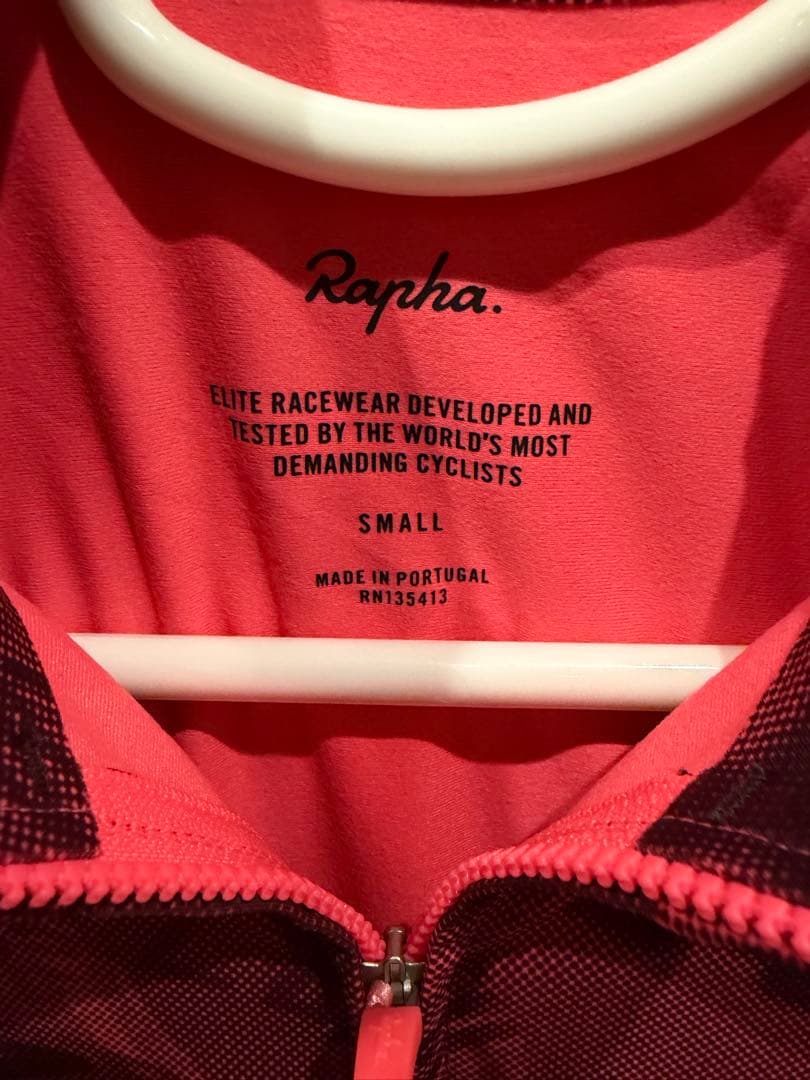 Rapha.
ELITE RACEWEAR DEVELOPED AND
TESTED BY THE WORLD'S MOST
DEMANDING CYCLISTS
SMALL
MADE IN PORTUGAL
RN135413